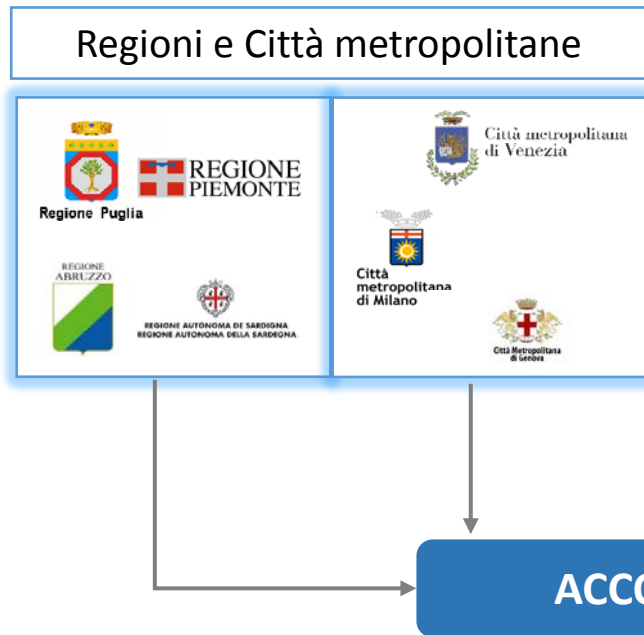 Regioni e Città metropolitane
REGIONE
PIEMONTE
Regione Puglia
REGIONE
ABRUZZO
REGIONE AUTÒNOMA DE SARDIGNA
REGIONE AUTONOMA DELLA SARDEGNA
Città metropolitana
di Venezia
Città
metropolitana
di Milano
Città Metropolitana
di Genova
ACCO